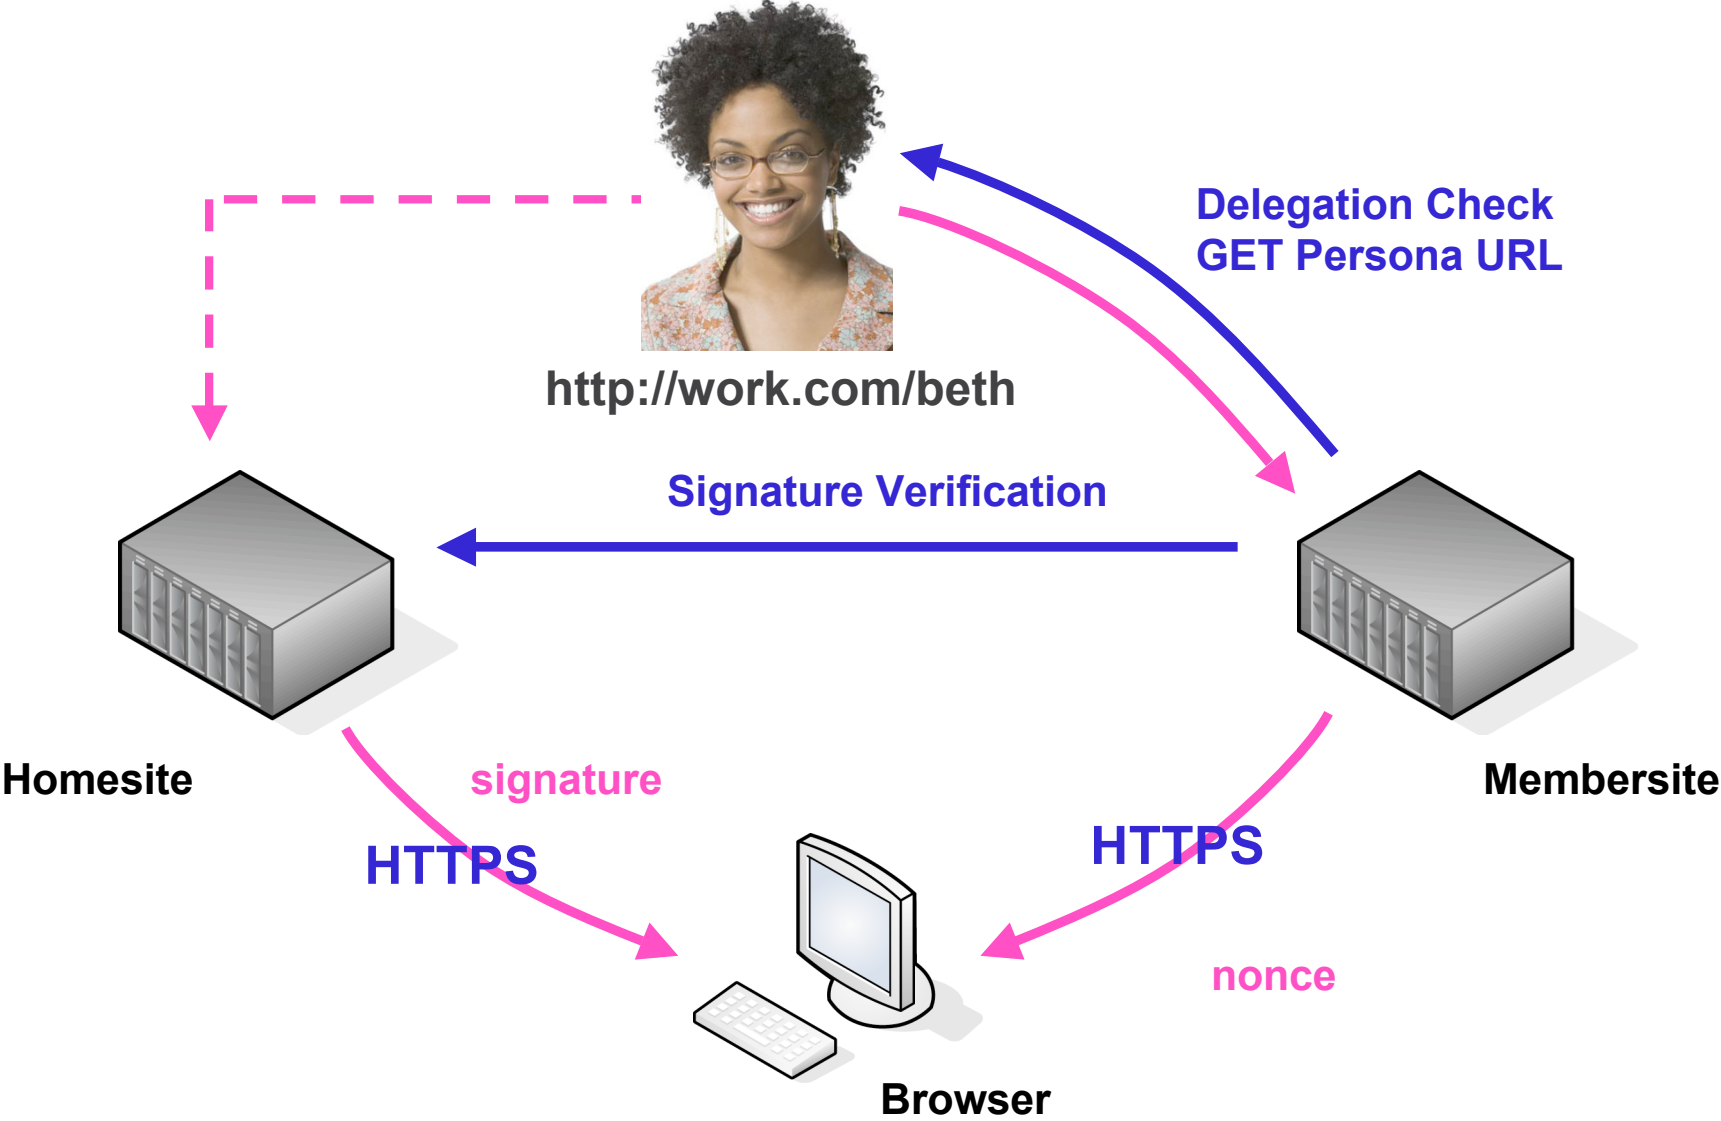 Delegation Check
GET Persona URL
http://work.com/beth
Signature Verification
Homesite
signature
Membersite
HTTPS
HTTPS
nonce
Browser